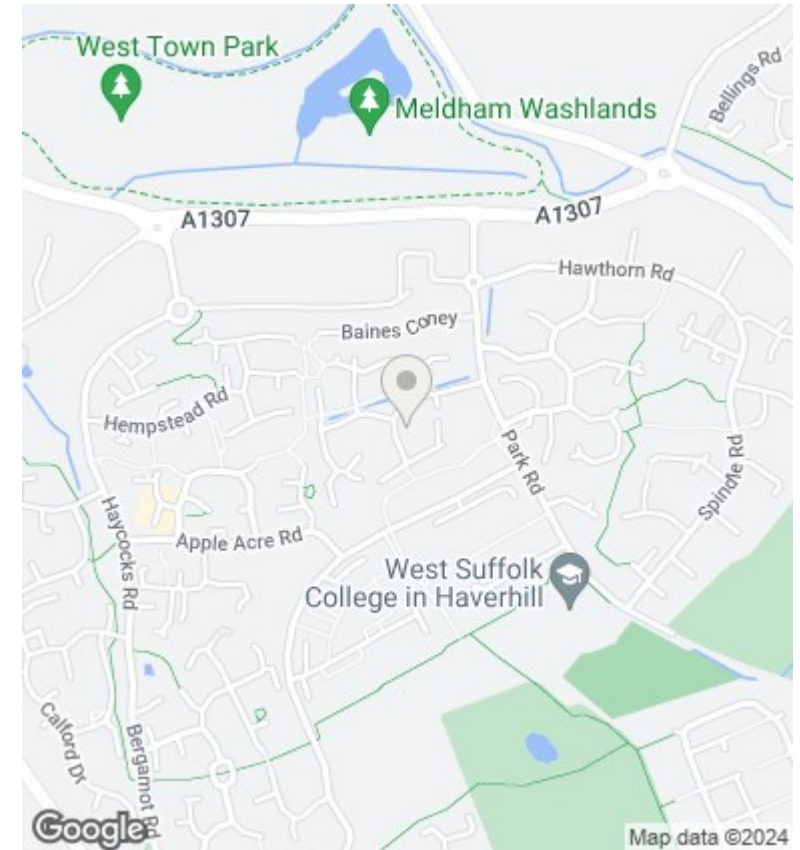 West Town Park
Meldham Washlands
Bellings Rd
A1307
A1307
Hawthorn Rd
Baines Coney
Hempstead Rd
Park Rd
Spindle Rd
Haycocks Rd
Apple Acre Rd
West Suffolk
College in Haverhill
Calford Dr
Bergamot Rd
Google
Map data ©2024